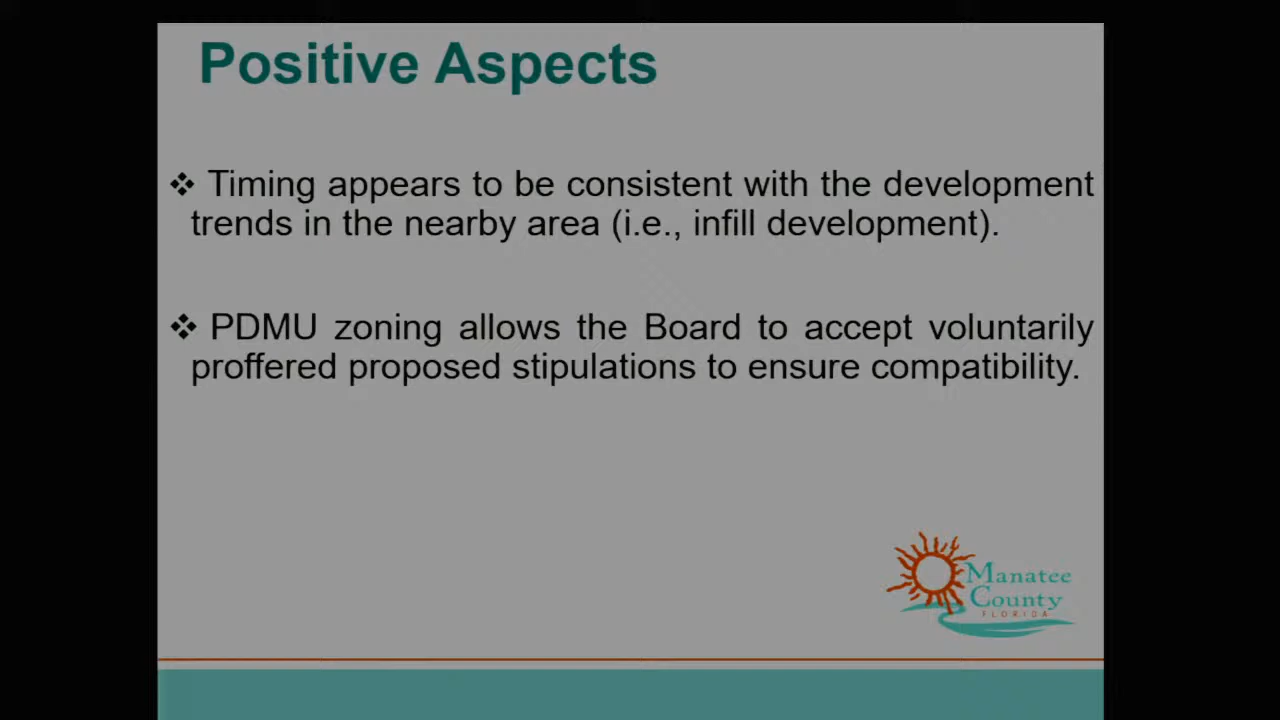 Positive Aspects
❖ Timing appears to be consistent with the development
trends in the nearby area (i.e., infill development).
❖ PDMU zoning allows the Board to accept voluntarily
proffered proposed stipulations to ensure compatibility.
Manatee
County
FLORIDA